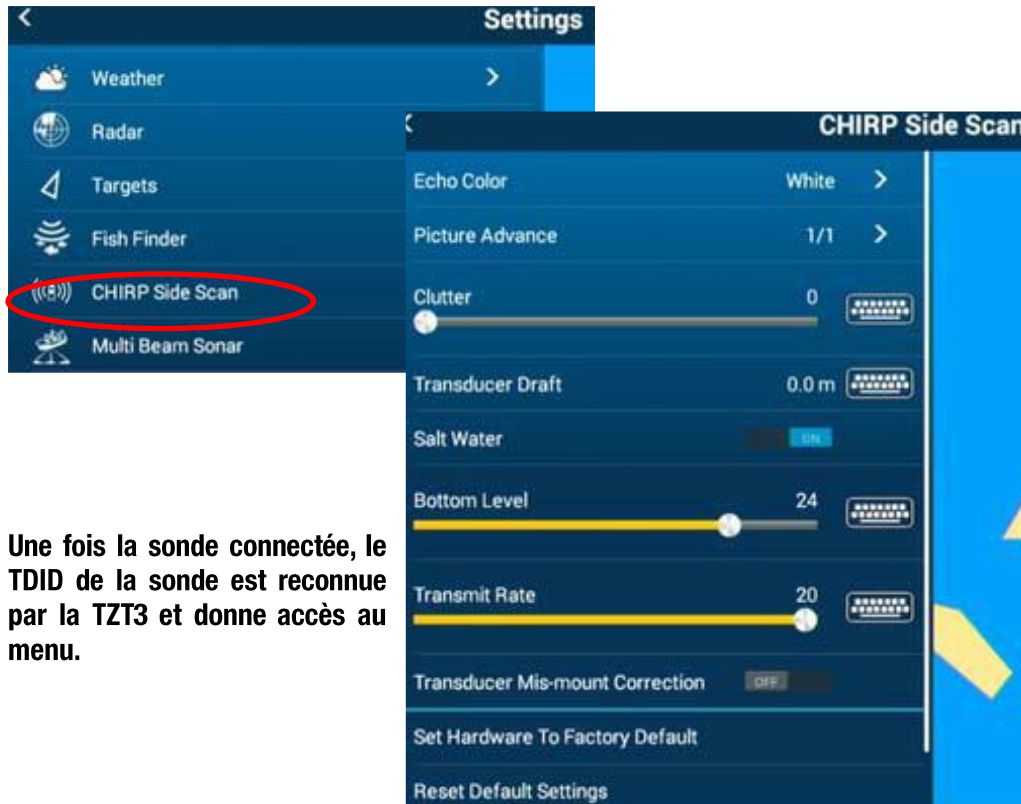 Settings
Weather
Radar
Targets
Fish Finder
CHIRP Side Scan
Multi Beam Sonar
CHIRP Side Scan
Echo Color White
Picture Advance 1/1
Clutter 0
Transducer Draft 0.0 m
Salt Water ON
Bottom Level 24
Transmit Rate 20
Transducer Mis-mount Correction OFF
Set Hardware To Factory Default
Reset Default Settings
Une fois la sonde connectée, le
TDID de la sonde est reconnue
par la TZT3 et donne accès au
menu.